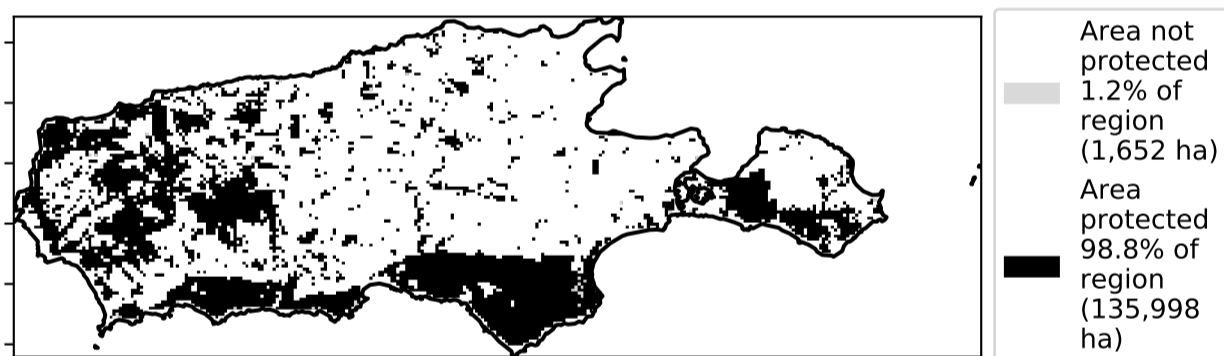 Area not
protected
1.2% of
region
(1,652 ha)
Area
protected
98.8% of
region
(135,998
ha)